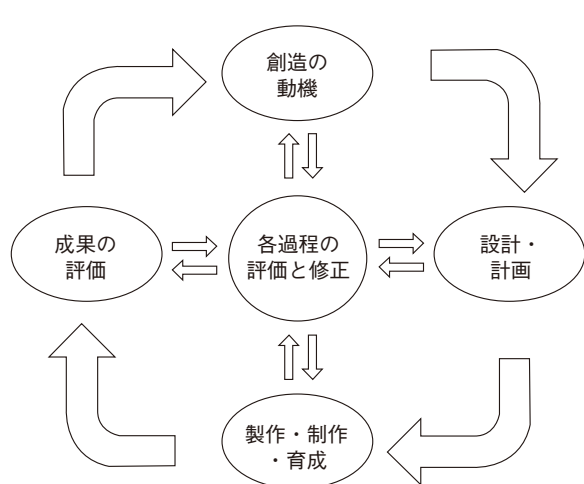 創造の
動機
成果の
評価
各過程の
評価と修正
設計・
計画
製作・制作
・育成